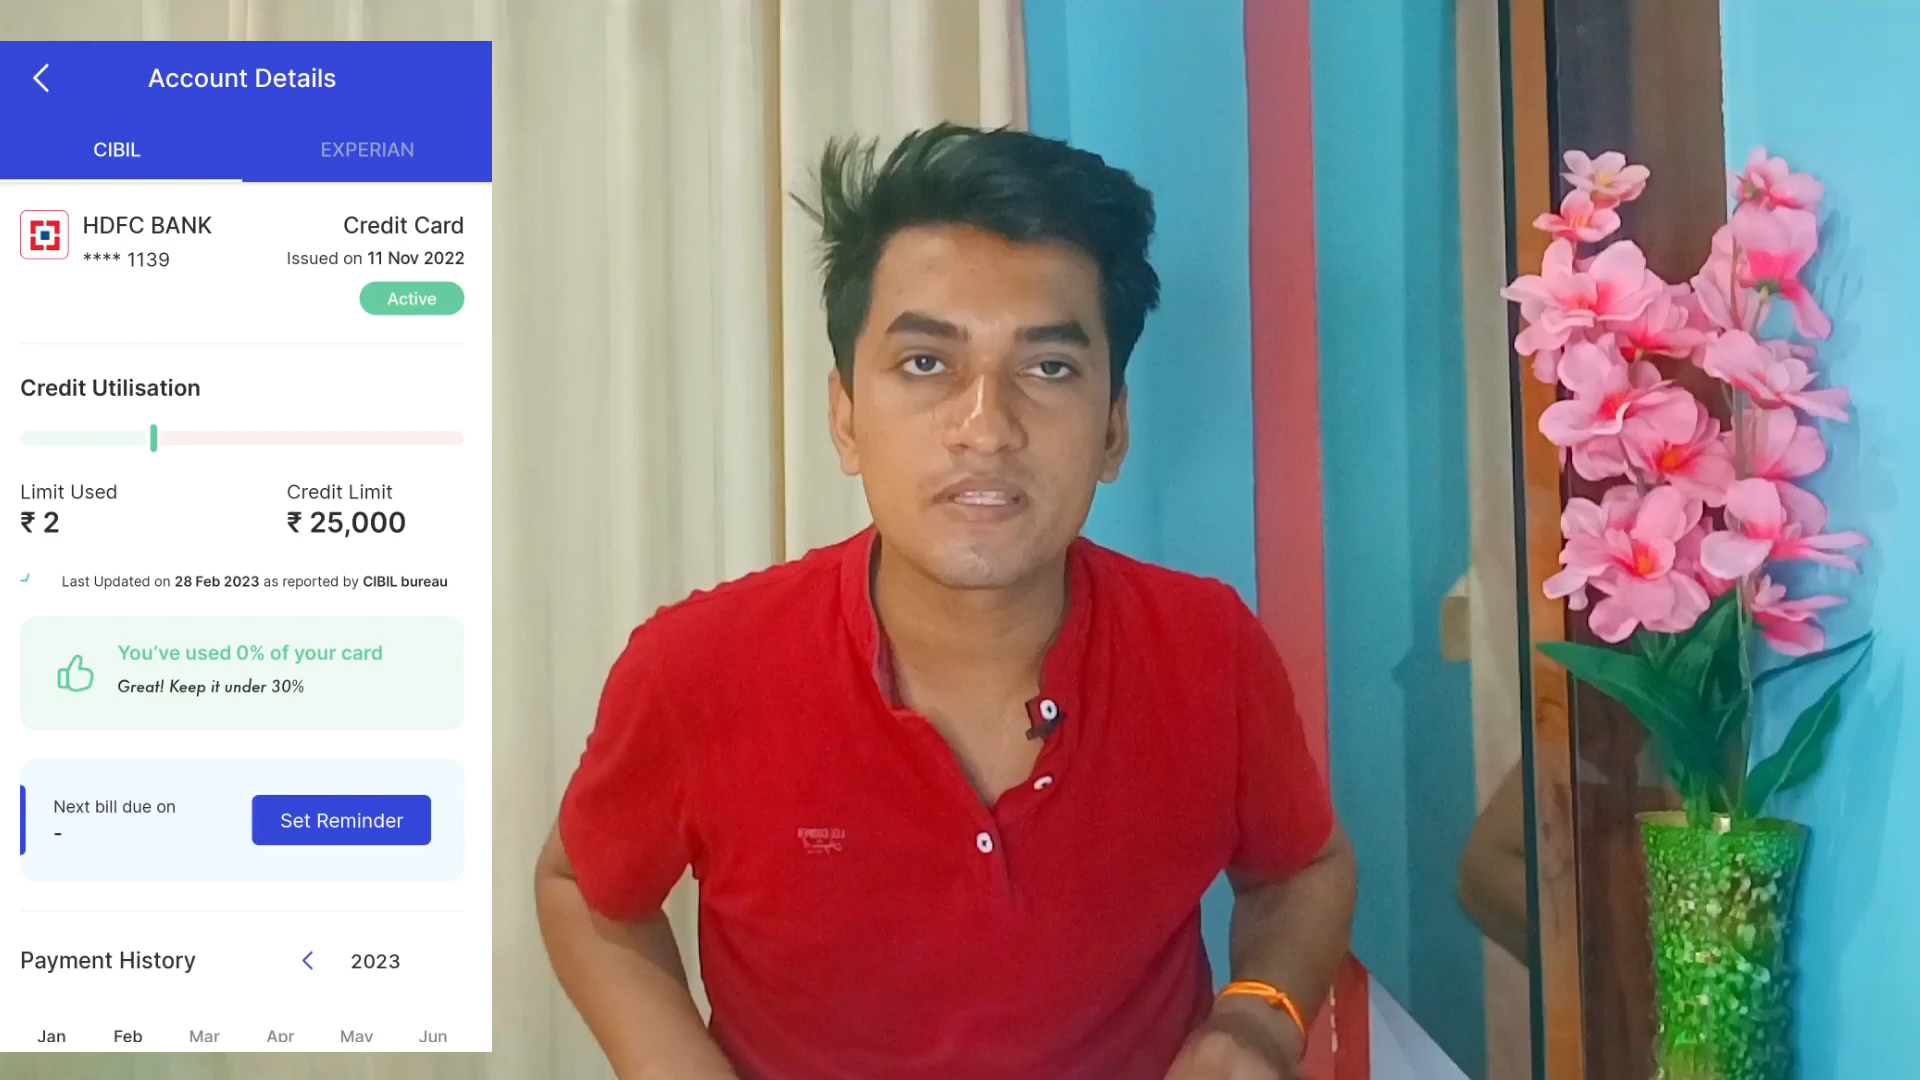 Account Details
CIBIL
EXPERIAN
HDFC BANK
Credit Card
**** 1139
Issued on 11 Nov 2022
Active
Credit Utilisation
Limit Used
Credit Limit
₹ 2
₹ 25,000
Last Updated on 28 Feb 2023 as reported by CIBIL bureau
You’ve used 0% of your card
Great! Keep it under 30%
Next bill due on
-
Set Reminder
Payment History
2023
Jan Feb Mar Apr May Jun